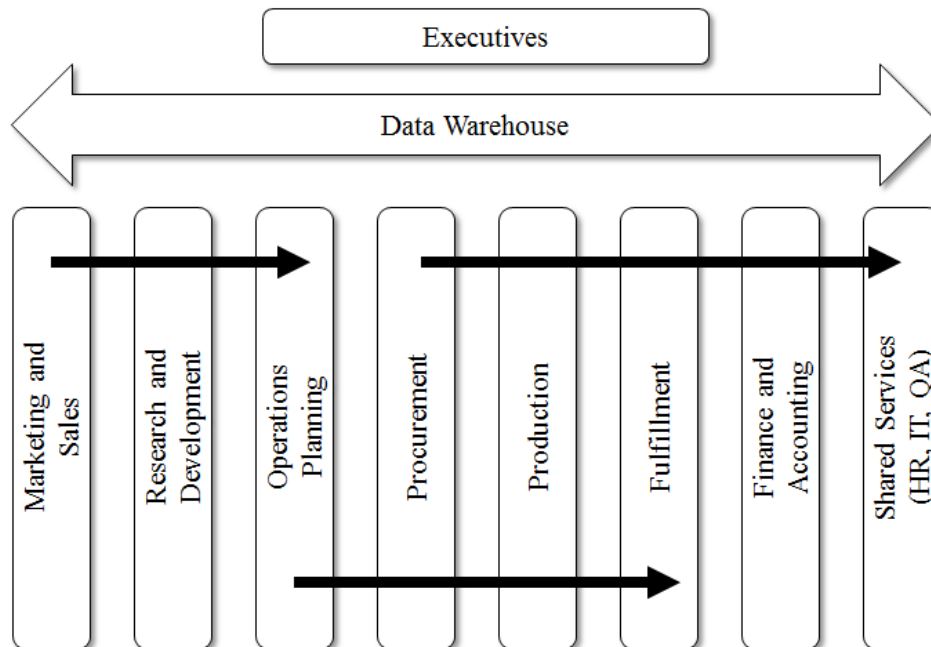 Executives
Data Warehouse
Marketing and
Sales
Research and
Development
Operations
Planning
Procurement
Production
Fulfillment
Finance and
Accounting
Shared Services
(HR, IT, QA)